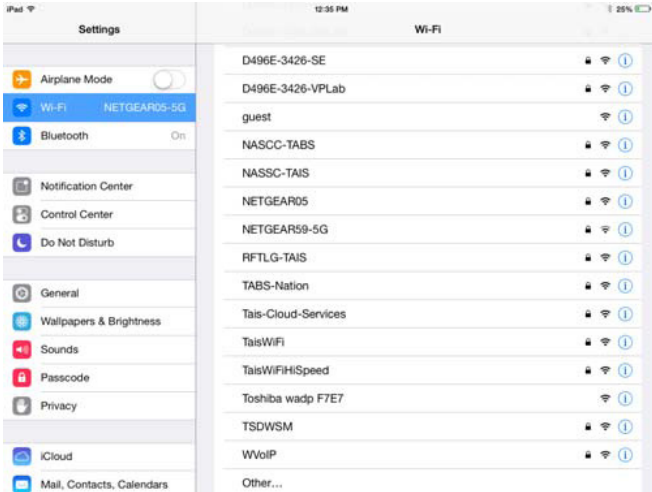 iPad 12:35 PM 25%
Settings
Wi-Fi
Airplane Mode
Wi-Fi NETGEAR05-5G
Bluetooth On
Notification Center
Control Center
Do Not Disturb
General
Wallpapers & Brightness
Sounds
Passcode
Privacy
iCloud
Mail, Contacts, Calendars
D496E-3426-SE
D496E-3426-VPLab
guest
NASCC-TABS
NASSC-TAIS
NETGEAR05
NETGEAR59-5G
RFTLG-TAIS
TABS-Nation
Tais-Cloud-Services
TaisWiFi
TaisWiFiHiSpeed
Toshiba wadp F7E7
TSDWSM
WVoIP
Other...